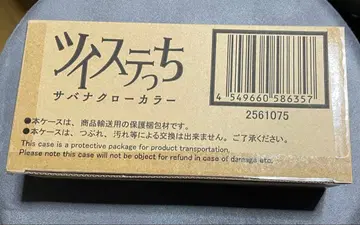 ツイステっち
サバナクローカラー
4 549660 586357
2561075
●本ケースは、商品輸送用の保護梱包材です。
●本ケースは、つぶれ、汚れ等による交換は出来ません。ご了承ください。
This case is a protective package for product transportation.
Please note this case will not be object for refund in case of damage etc.